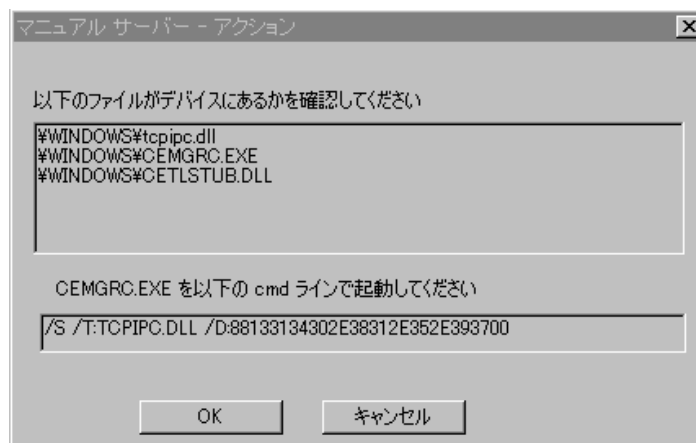 マニュアル サーバー - アクション
以下のファイルがデバイスにあるかを確認してください
¥WINDOWS¥tcpipc.dll
¥WINDOWS¥CEMGRC.EXE
¥WINDOWS¥CETLSTUB.DLL
CEMGRC.EXE を以下の cmd ラインで起動してください
/S /T:TCPIPC.DLL /D:88133134302E38312E352E393700
OK
キャンセル